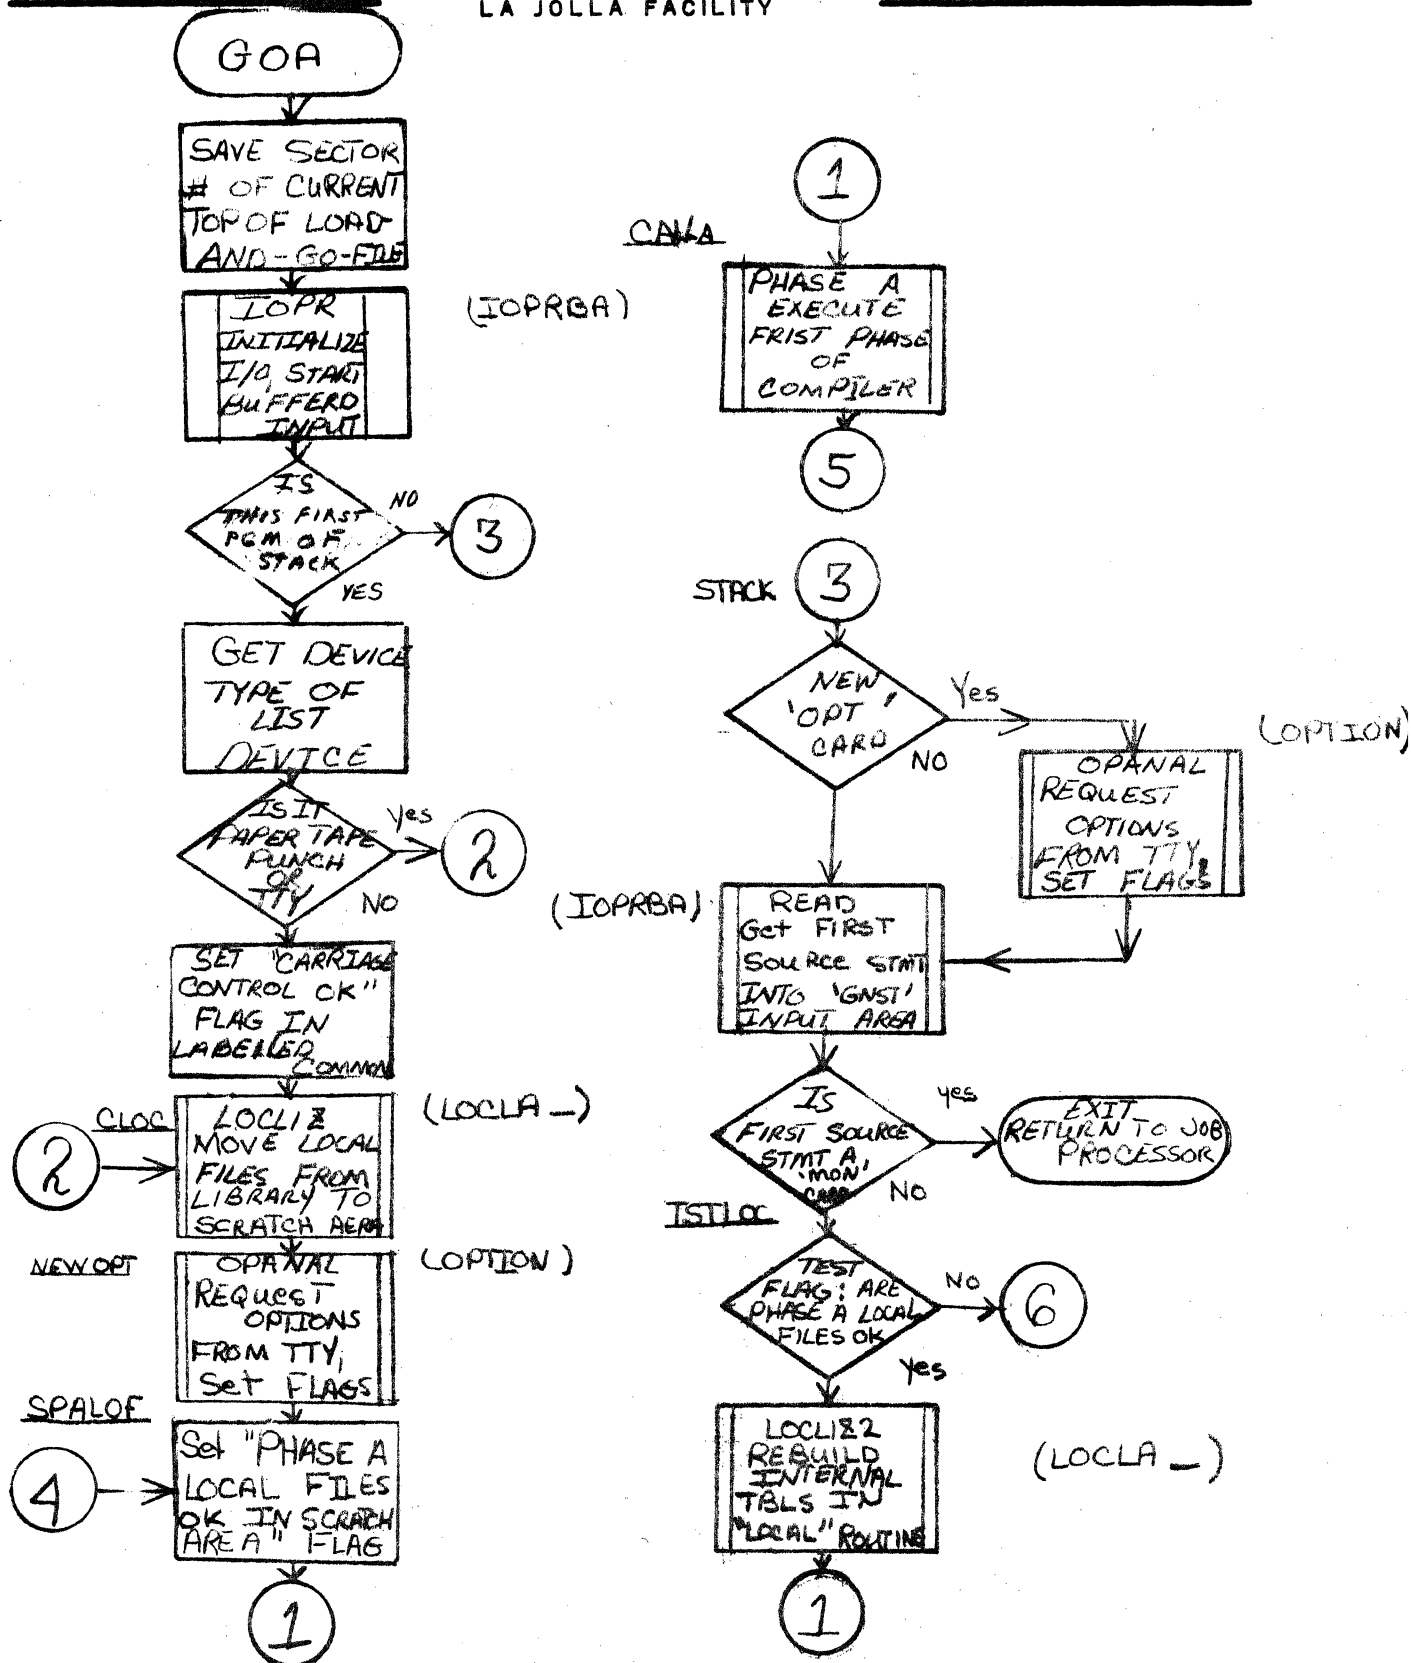 LA JOLLA FACILITY
GOA
SAVE SECTOR
# OF CURRENT
TOP OF LOAD-
AND-GO-FILE
IOPR
INITIALIZE
I/O, START
BUFFERD
INPUT
(IOPRBA)
IS
THIS FIRST
PGM OF
STACK
NO
3
YES
GET DEVICE
TYPE OF
LIST
DEVICE
IS IT
PAPER TAPE
PUNCH
OR
TTY
yes
2
NO
SET "CARRIAGE
CONTROL OK"
FLAG IN
LABELLED
COMMON
2
CLOC
MOVE LOCAL
FILES FROM
LIBRARY TO
SCRATCH AERA
(LOCLA_)
NEWOPT
OPANAL
REQUEST
OPTIONS
FROM TTY,
Set FLAGS
(OPTION)
SPALOF
4
Set "PHASE A
LOCAL FILES
OK IN SCRATCH
AREA" FLAG
1
1
CALLA
PHASE A
EXECUTE
FRIST PHASE
OF
COMPILER
5
STACK
3
NEW
'OPT'
CARD
Yes
NO
(OPTION)
OPANAL
REQUEST
OPTIONS
FROM TTY,
SET FLAGS
(IOPRBA)
READ
Get FIRST
SOURCE STMT
INTO 'GNST'
INPUT AREA
IS
FIRST SOURCE
STMT A
'MON'
CARD
yes
EXIT
RETURN TO JOB
PROCESSOR
NO
TEST
FLAG: ARE
PHASE A LOCAL
FILES OK
NO
6
Yes
REBUILD
INTERNAL
TBLS IN
"LOCAL" ROUTINE
(LOCLA_)
1